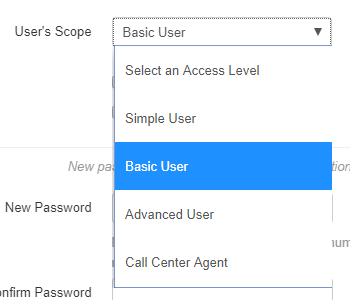 User's Scope Basic User
Select an Access Level
Simple User
Basic User
New
Advanced User
New Password
Call Center Agent
Password